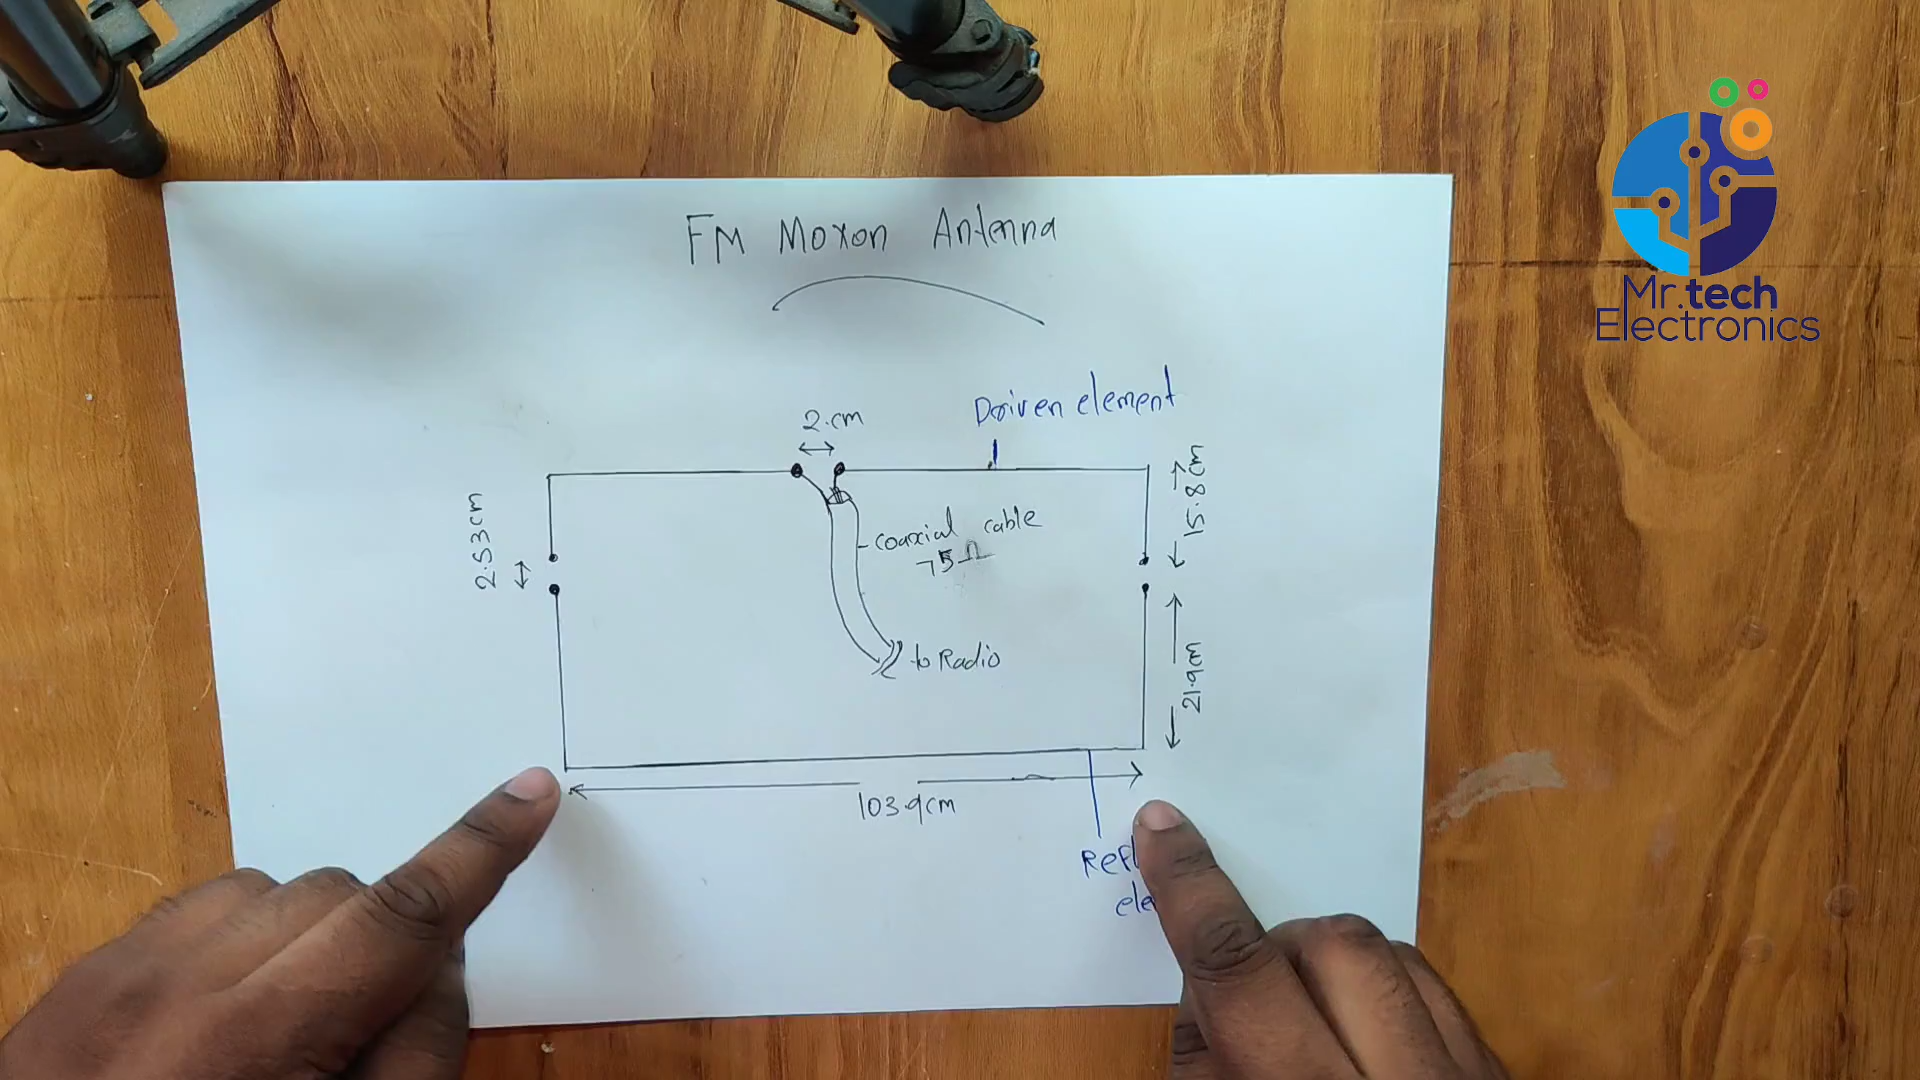 FM Moxon Antenna
Mr.tech
Electronics
2.cm
Driven element
15.8cm
2.53cm
coaxial cable
75Ω
to Radio
21.9cm
103.9cm